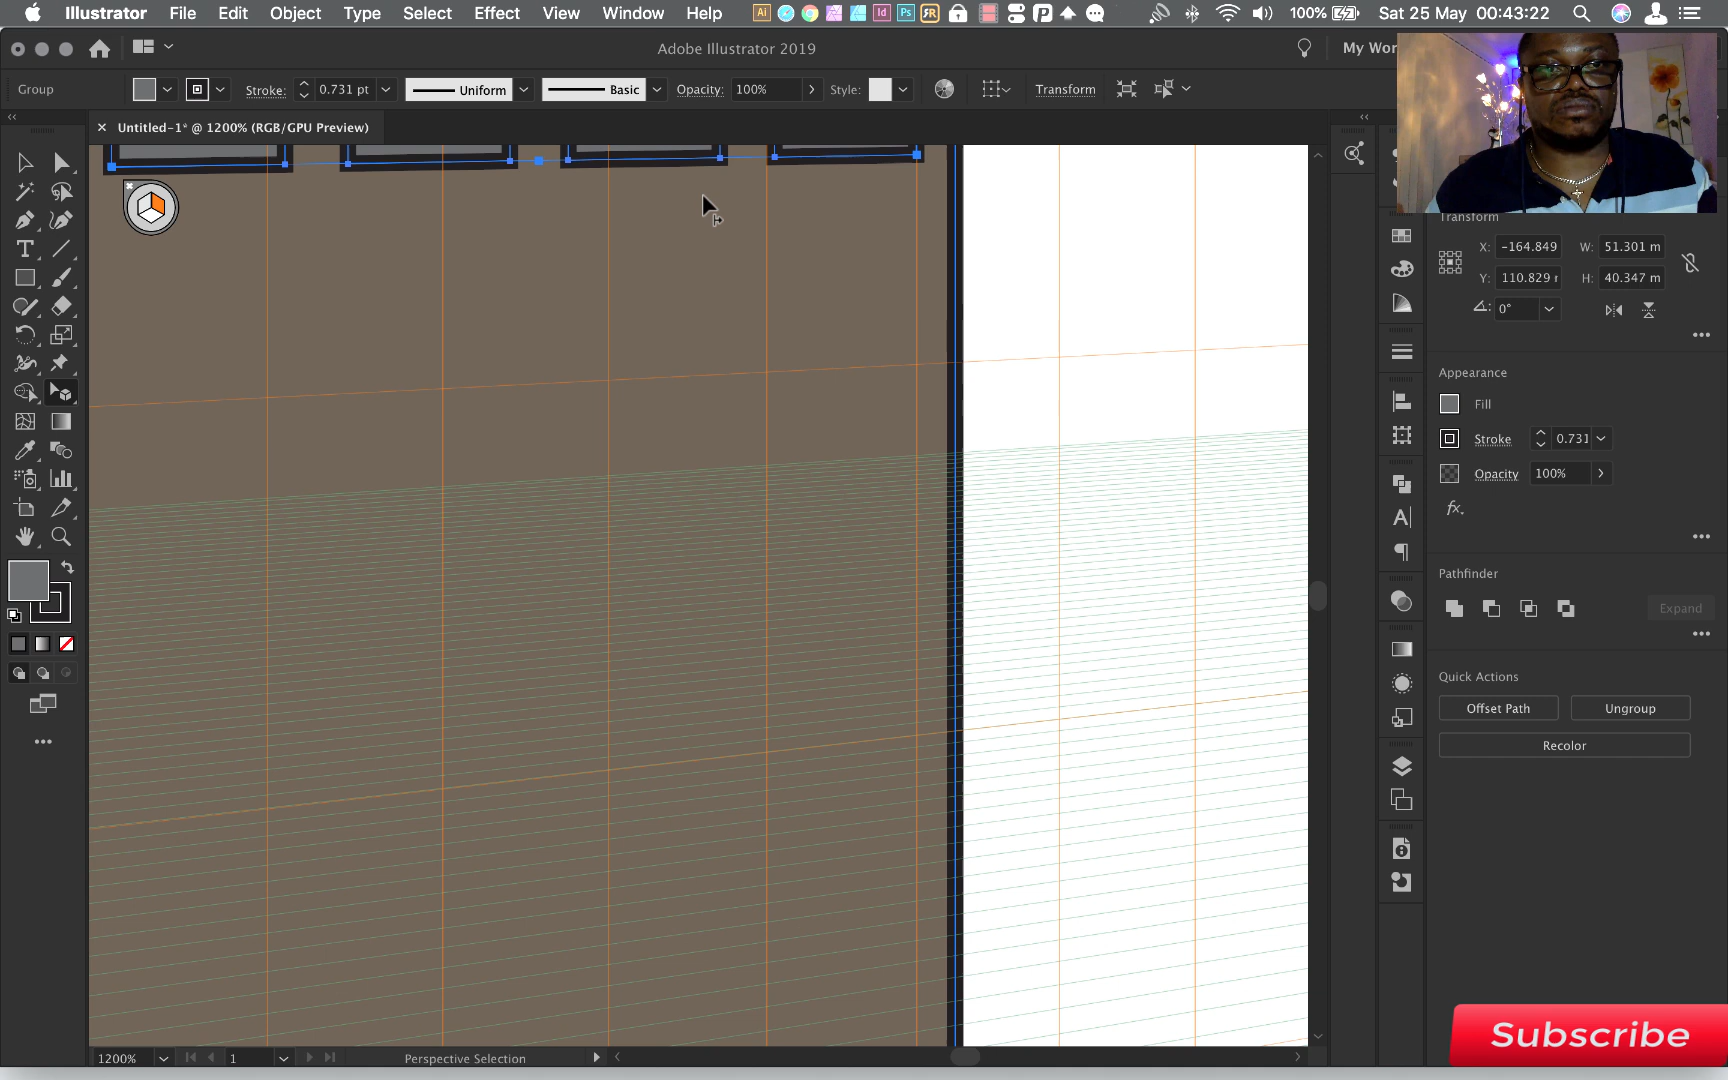 Illustrator File Edit Object Type Select Effect View Window Help Ai Id Ps 100% Sat 25 May 00:43:22
Adobe Illustrator 2019 My Wor
Group Stroke: 0.731 pt Uniform Basic Opacity: 100% Style: Transform
Untitled-1* @ 1200% (RGB/GPU Preview)
Transform
X: -164.849 W: 51.301 m
Y: 110.829 H: 40.347 m
0°
Appearance
Fill
Stroke 0.731
Opacity 100%
fx.
Pathfinder
Expand
Quick Actions
Offset Path Ungroup
Recolor
Subscribe
1200% 1 Perspective Selection